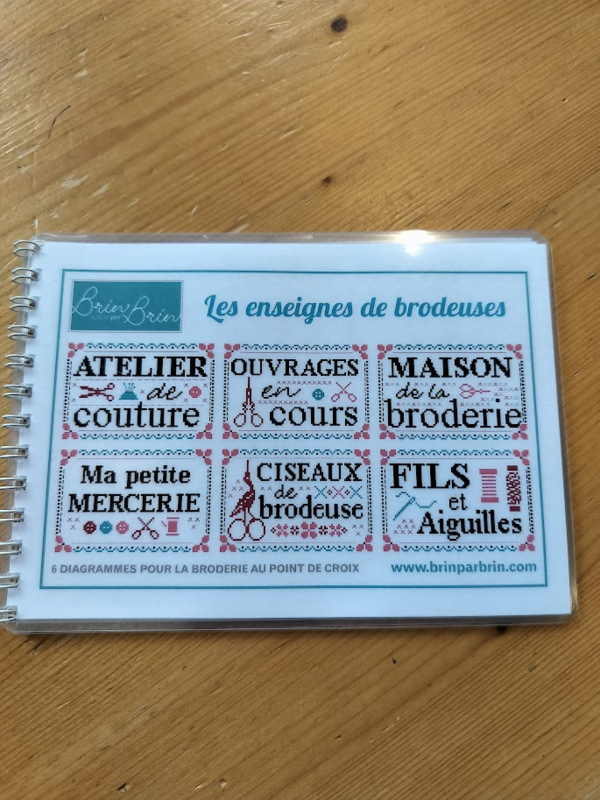 Brin par Brin
Les enseignes de brodeuses
ATELIER
de
couture
OUVRAGES
en
cours
MAISON
de la
broderie
Ma petite
MERCERIE
CISEAUX
de
brodeuse
FILS
et
Aiguilles
6 DIAGRAMMES POUR LA BRODERIE AU POINT DE CROIX
www.brinparbrin.com